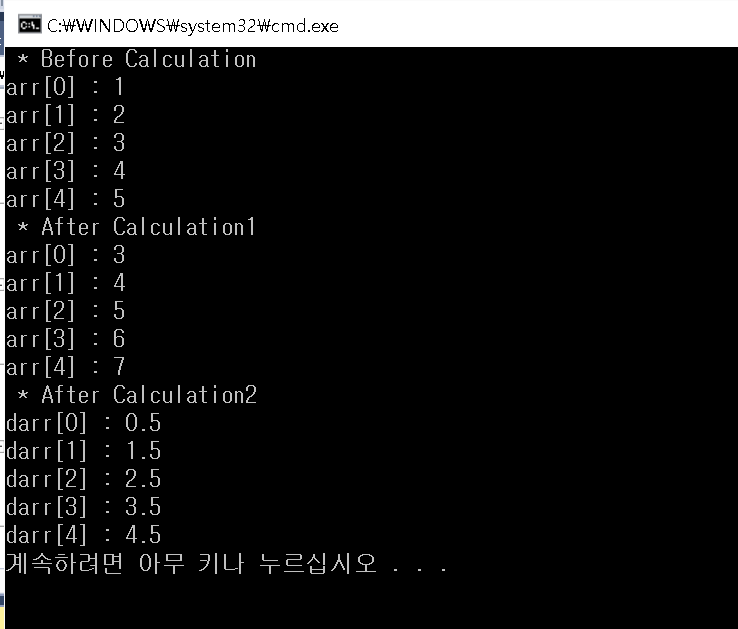 C:₩WINDOWS₩system32₩cmd.exe
* Before Calculation
arr[0] : 1
arr[1] : 2
arr[2] : 3
arr[3] : 4
arr[4] : 5
* After Calculation1
arr[0] : 3
arr[1] : 4
arr[2] : 5
arr[3] : 6
arr[4] : 7
* After Calculation2
darr[0] : 0.5
darr[1] : 1.5
darr[2] : 2.5
darr[3] : 3.5
darr[4] : 4.5
계속하려면 아무 키나 누르십시오 . . .